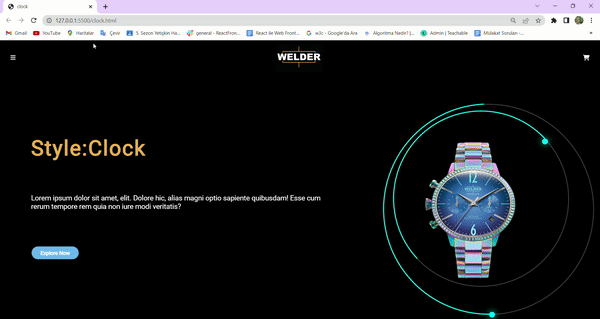 clock
127.0.0.1:5500/clock.html
Gmail
YouTube
Haritalar
Çevir
3. Sezon Yetişkin Ha...
general - ReactFron...
React ile Web Front...
w3c - Google'da Ara
Algoritma Nedir? |...
Admin | Teachable
Mülakat Soruları -...
WELDER
Style:Clock
Lorem ipsum dolor sit amet, elit. Dolore hic, alias magni optio sapiente quibusdam! Esse cum
rerum tempore rem quia non iure modi veritatis?
Explore Now
12
WELDER
6